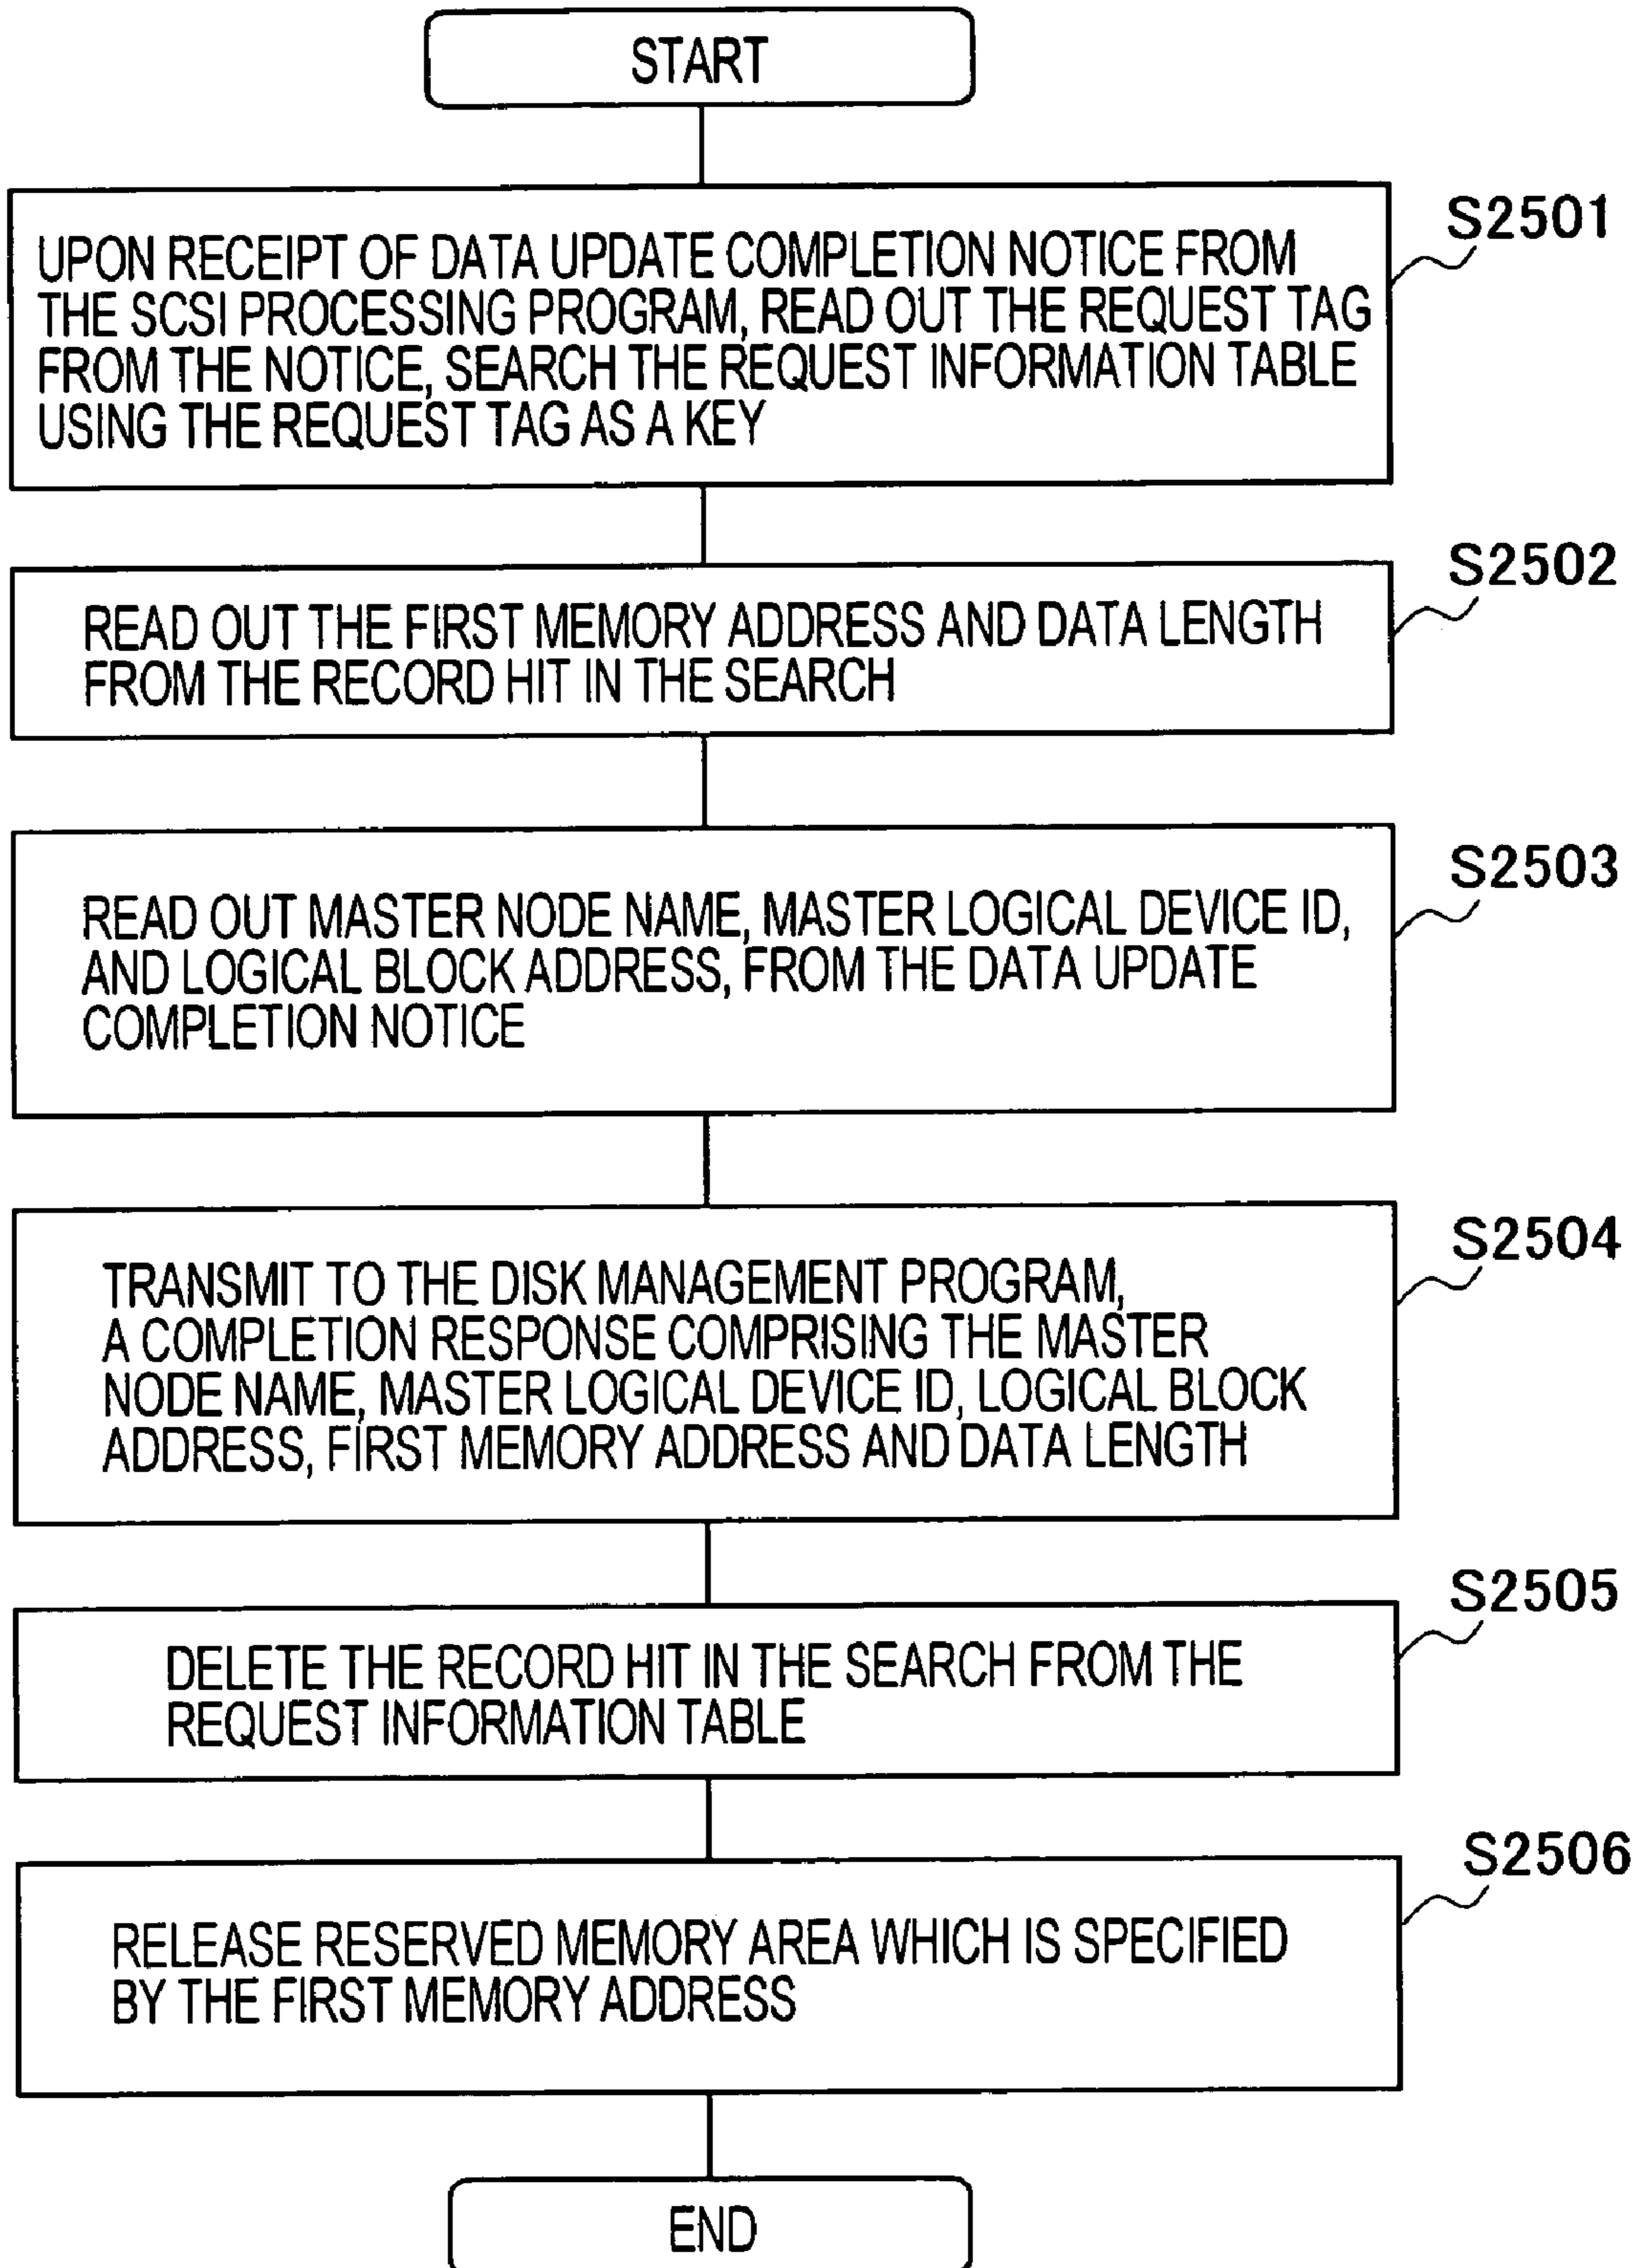 START
S2501
UPON RECEIPT OF DATA UPDATE COMPLETION NOTICE FROM
THE SCSI PROCESSING PROGRAM, READ OUT THE REQUEST TAG
FROM THE NOTICE, SEARCH THE REQUEST INFORMATION TABLE
USING THE REQUEST TAG AS A KEY
S2502
READ OUT THE FIRST MEMORY ADDRESS AND DATA LENGTH
FROM THE RECORD HIT IN THE SEARCH
S2503
READ OUT MASTER NODE NAME, MASTER LOGICAL DEVICE ID,
AND LOGICAL BLOCK ADDRESS, FROM THE DATA UPDATE
COMPLETION NOTICE
S2504
TRANSMIT TO THE DISK MANAGEMENT PROGRAM,
A COMPLETION RESPONSE COMPRISING THE MASTER
NODE NAME, MASTER LOGICAL DEVICE ID, LOGICAL BLOCK
ADDRESS, FIRST MEMORY ADDRESS AND DATA LENGTH
S2505
DELETE THE RECORD HIT IN THE SEARCH FROM THE
REQUEST INFORMATION TABLE
S2506
RELEASE RESERVED MEMORY AREA WHICH IS SPECIFIED
BY THE FIRST MEMORY ADDRESS
END